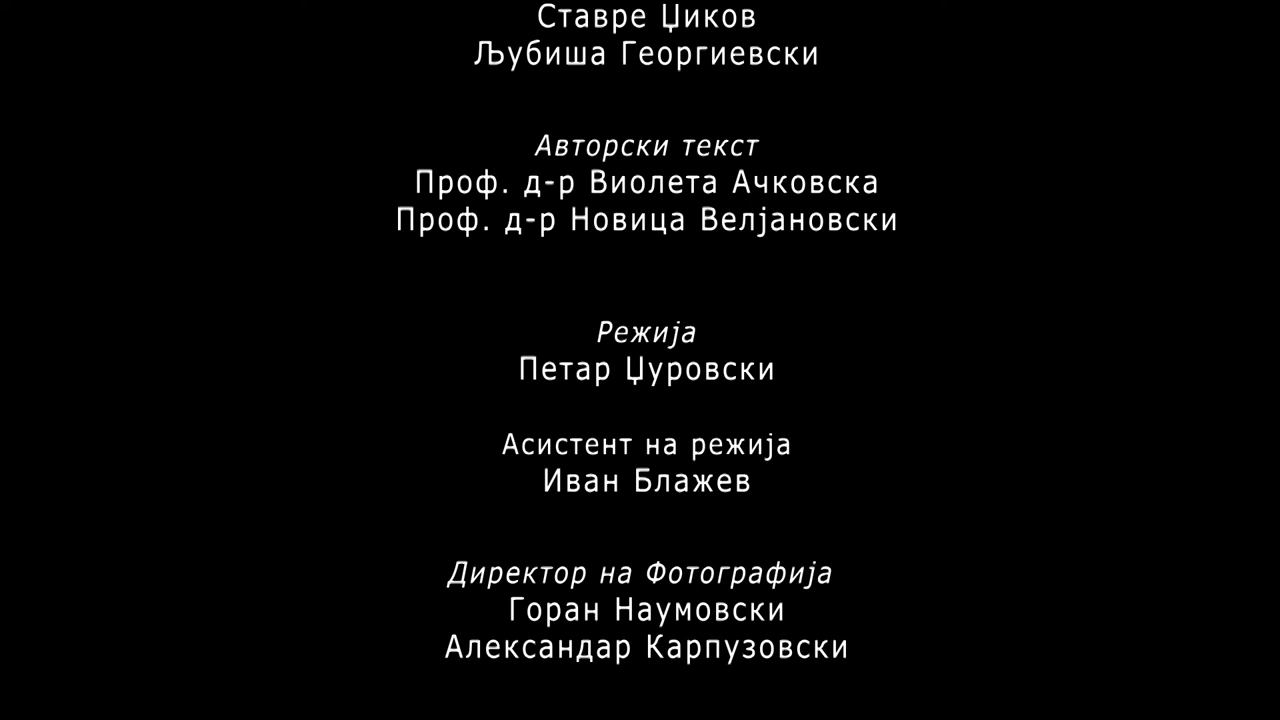 Ставре Џиков
Љубиша Георгиевски
Авторски текст
Проф. д-р Виолета Ачковска
Проф. д-р Новица Велјановски
Режија
Петар Џуровски
Асистент на режија
Иван Блажев
Директор на Фотографија
Горан Наумовски
Александар Карпузовски